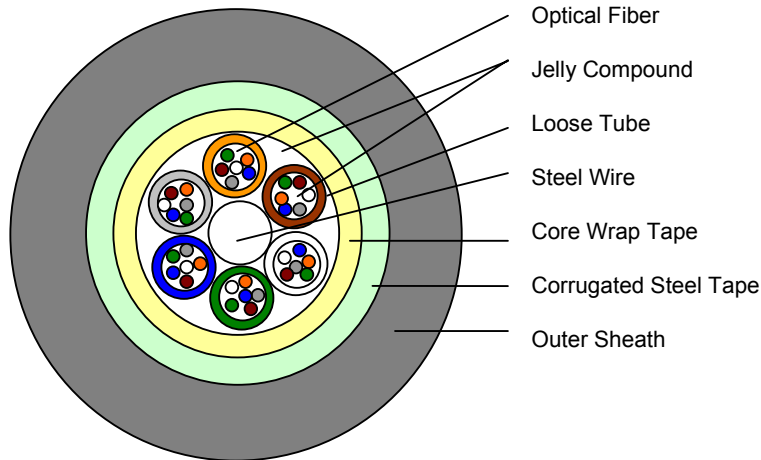 Optical Fiber
Jelly Compound
Loose Tube
Steel Wire
Core Wrap Tape
Corrugated Steel Tape
Outer Sheath